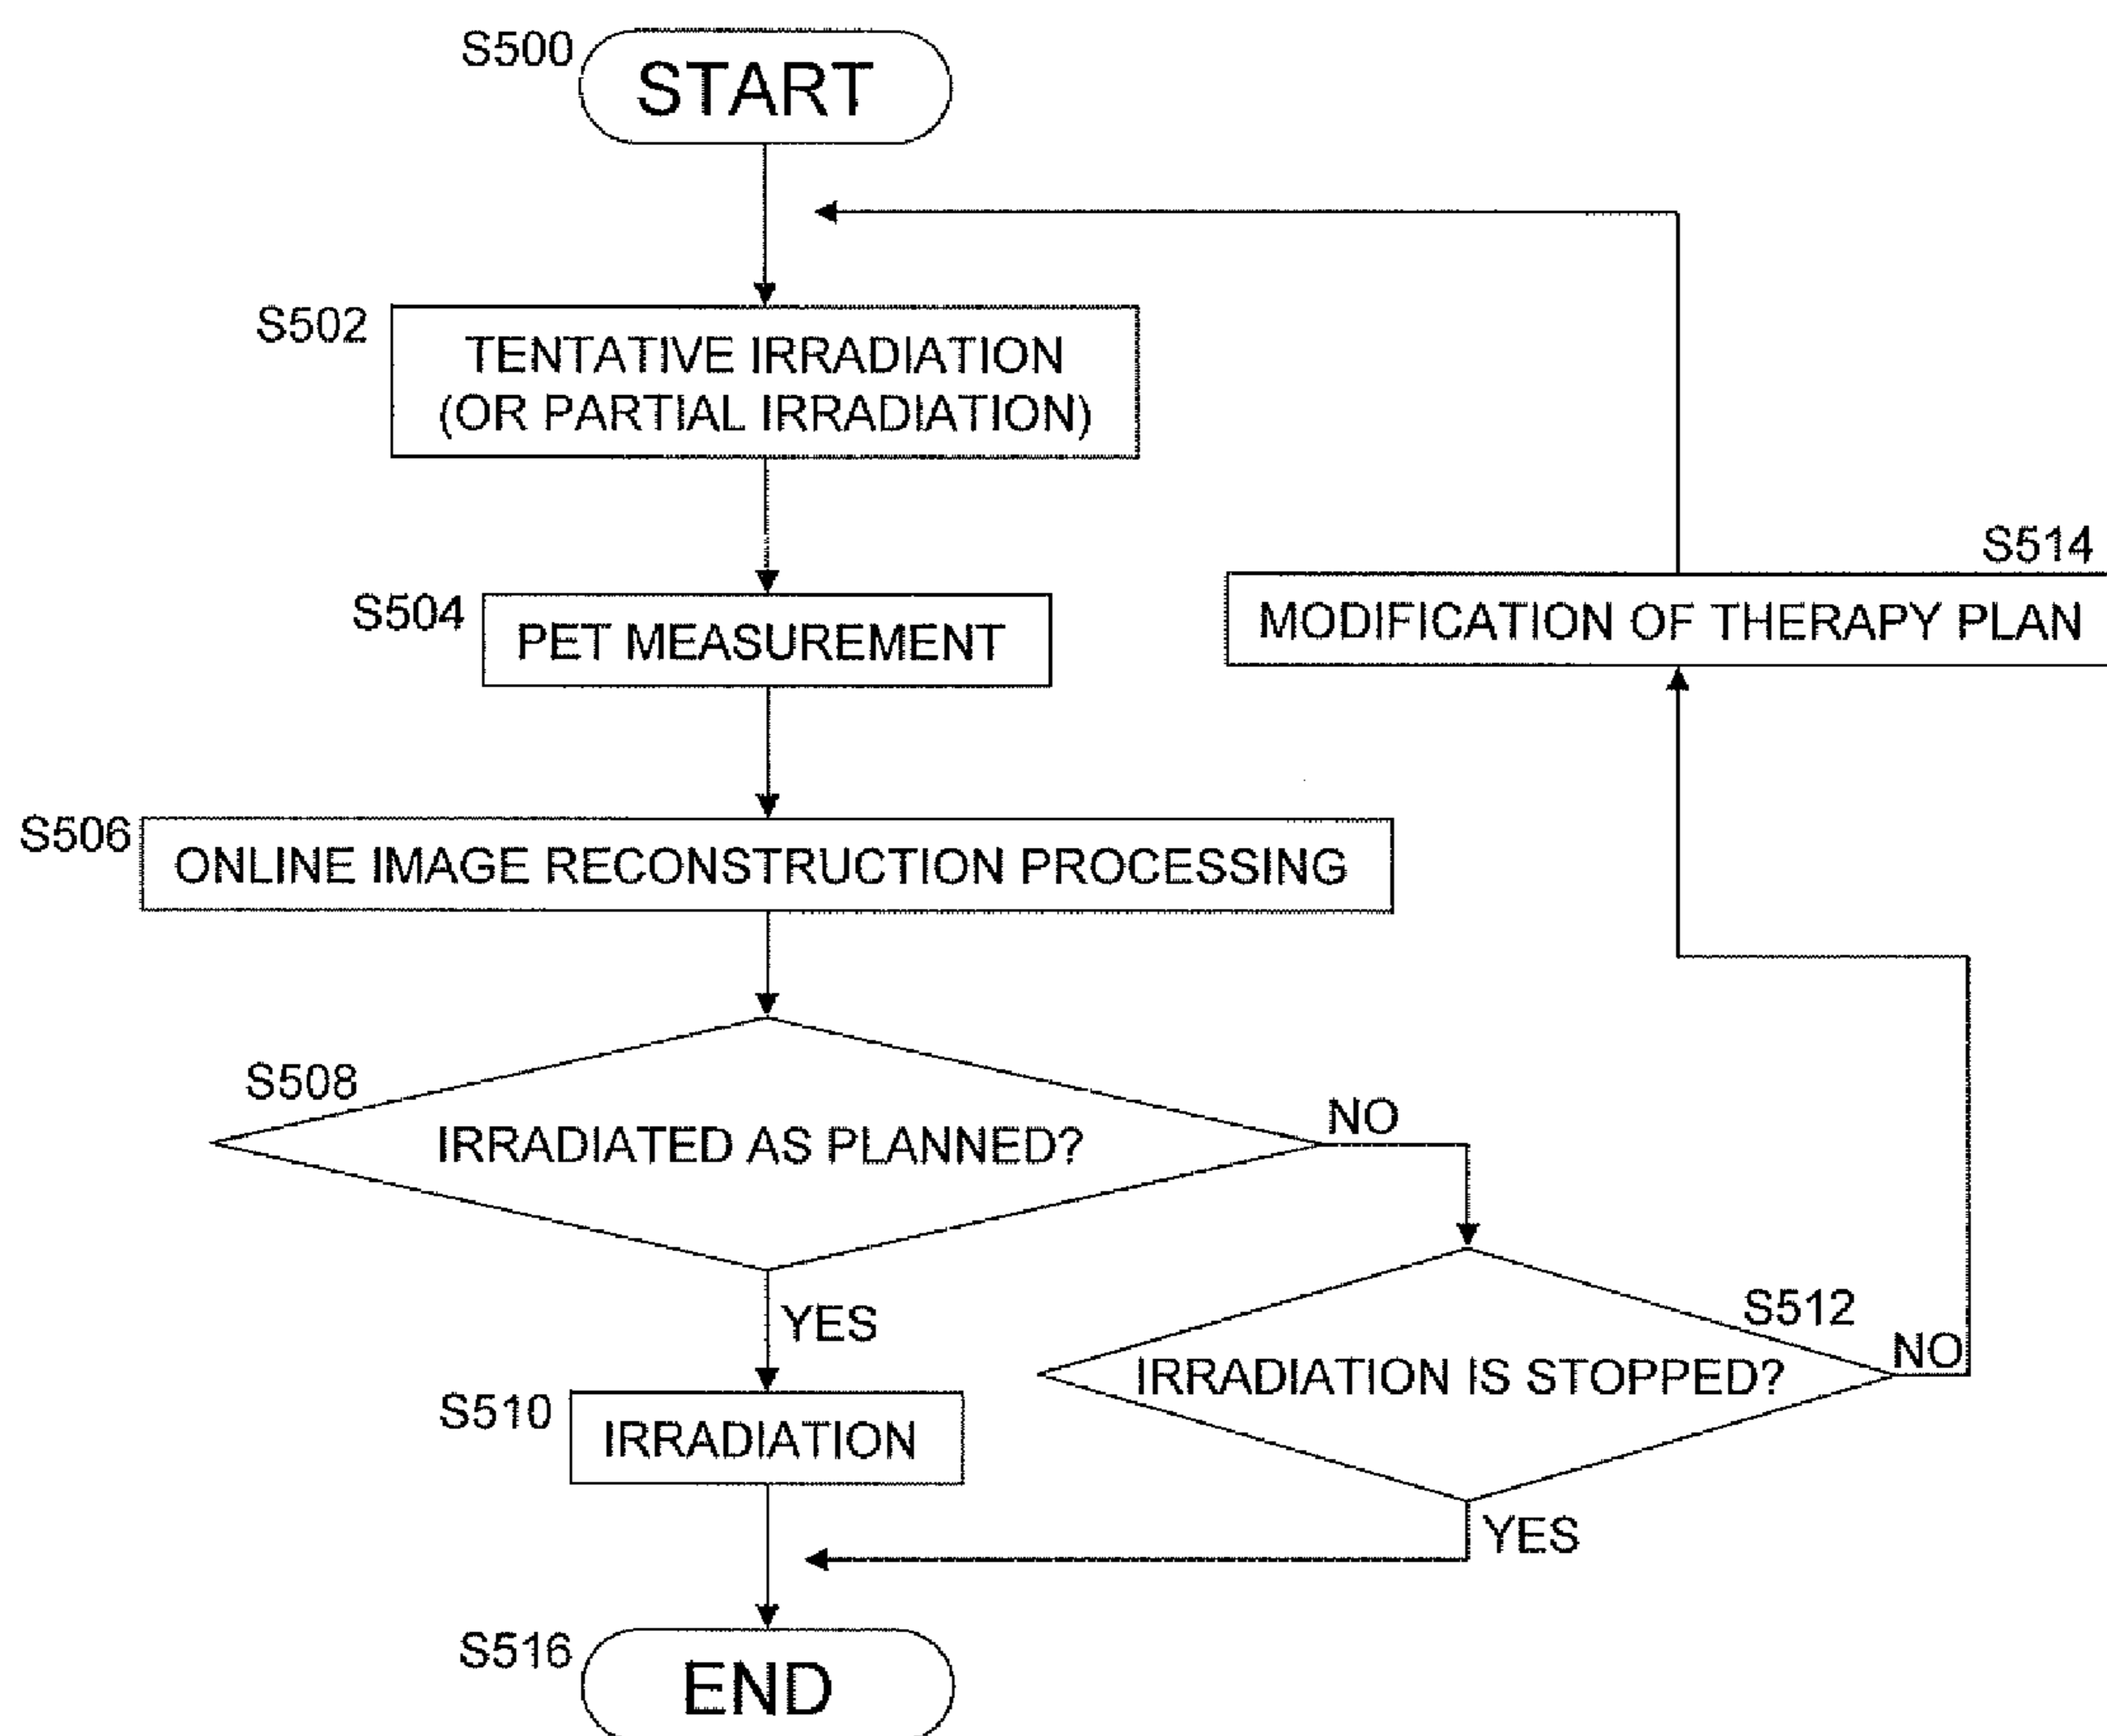 S500
START
S502
TENTATIVE IRRADIATION
(OR PARTIAL IRRADIATION)
S504
PET MEASUREMENT
S514
MODIFICATION OF THERAPY PLAN
S506
ONLINE IMAGE RECONSTRUCTION PROCESSING
S508
IRRADIATED AS PLANNED?
NO
YES
S512
IRRADIATION IS STOPPED?
NO
YES
S510
IRRADIATION
S516
END